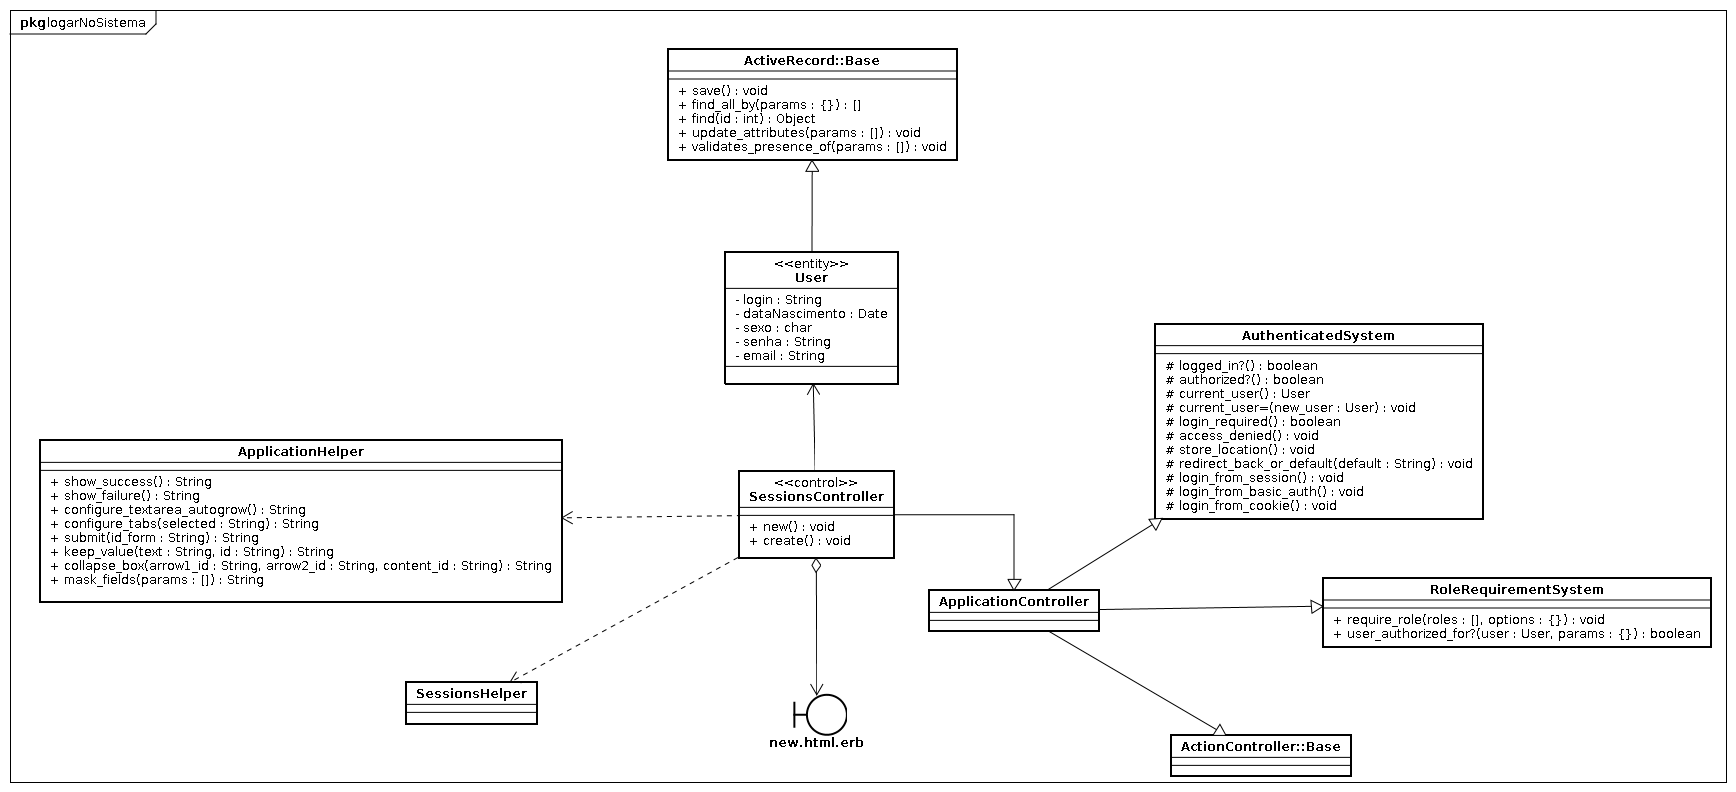 pkg logarNoSistema
ActiveRecord::Base
+ save() : void
+ find_all_by(params : {}) : []
+ find(id : int) : Object
+ update_attributes(params : []) : void
+ validates_presence_of(params : []) : void
<<entity>>
User
- login : String
- dataNascimento : Date
- sexo : char
- senha : String
- email : String
AuthenticatedSystem
# logged_in?() : boolean
# authorized?() : boolean
# current_user() : User
# current_user=(new_user : User) : void
# login_required() : boolean
# access_denied() : void
# store_location() : void
# redirect_back_or_default(default : String) : void
# login_from_session() : void
# login_from_basic_auth() : void
# login_from_cookie() : void
ApplicationHelper
+ show_success() : String
+ show_failure() : String
+ configure_textarea_autogrow() : String
+ configure_tabs(selected : String) : String
+ submit(id_form : String) : String
+ keep_value(text : String, id : String) : String
+ collapse_box(arrow1_id : String, arrow2_id : String, content_id : String) : String
+ mask_fields(params : []) : String
<<control>>
SessionsController
+ new() : void
+ create() : void
ApplicationController
RoleRequirementSystem
+ require_role(roles : [], options : {}) : void
+ user_authorized_for?(user : User, params : {}) : boolean
SessionsHelper
new.html.erb
ActionController::Base